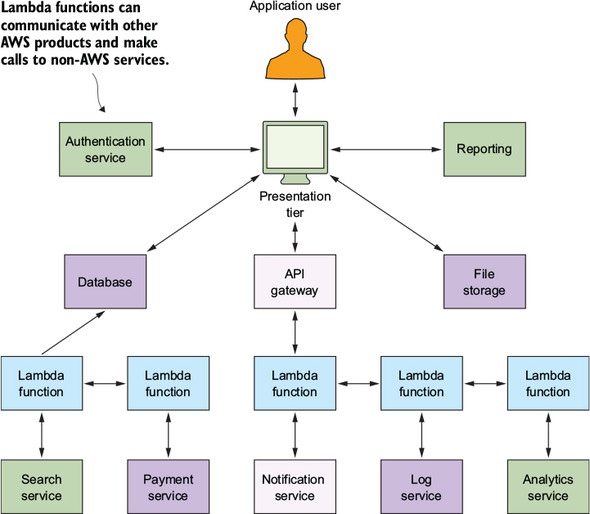 Lambda functions can
communicate with other
AWS products and make
calls to non-AWS services.
Application user
Authentication
service
Reporting
Presentation
tier
Database
API
gateway
File
storage
Lambda
function
Lambda
function
Lambda
function
Lambda
function
Lambda
function
Search
service
Payment
service
Notification
service
Log
service
Analytics
service